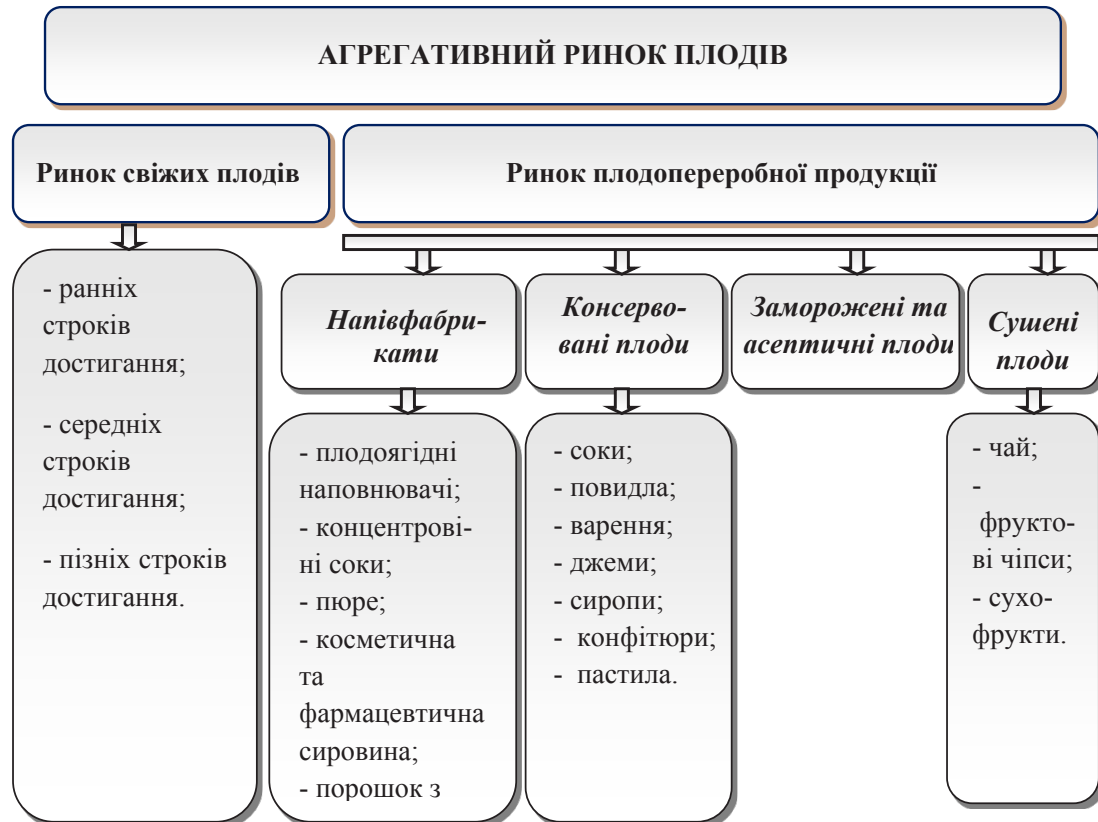 АГРЕГАТИВНИЙ РИНОК ПЛОДІВ
Ринок свіжих плодів
Ринок плодопереробної продукції
- ранніх
строків
достигання;
- середніх
строків
достигання;
- пізніх строків
достигання.
Напівфабри-
кати
Консерво-
вані плоди
Заморожені та
асептичні плоди
Сушені
плоди
- плодоягідні
наповнювачі;
- концентрові-
ні соки;
- пюре;
- косметична
та
фармацевтична
сировина;
- порошок з
- соки;
- повидла;
- варення;
- джеми;
- сиропи;
- конфітюри;
- пастила.
- чай;
-
фрукто-
ві чіпси;
- сухо-
фрукти.